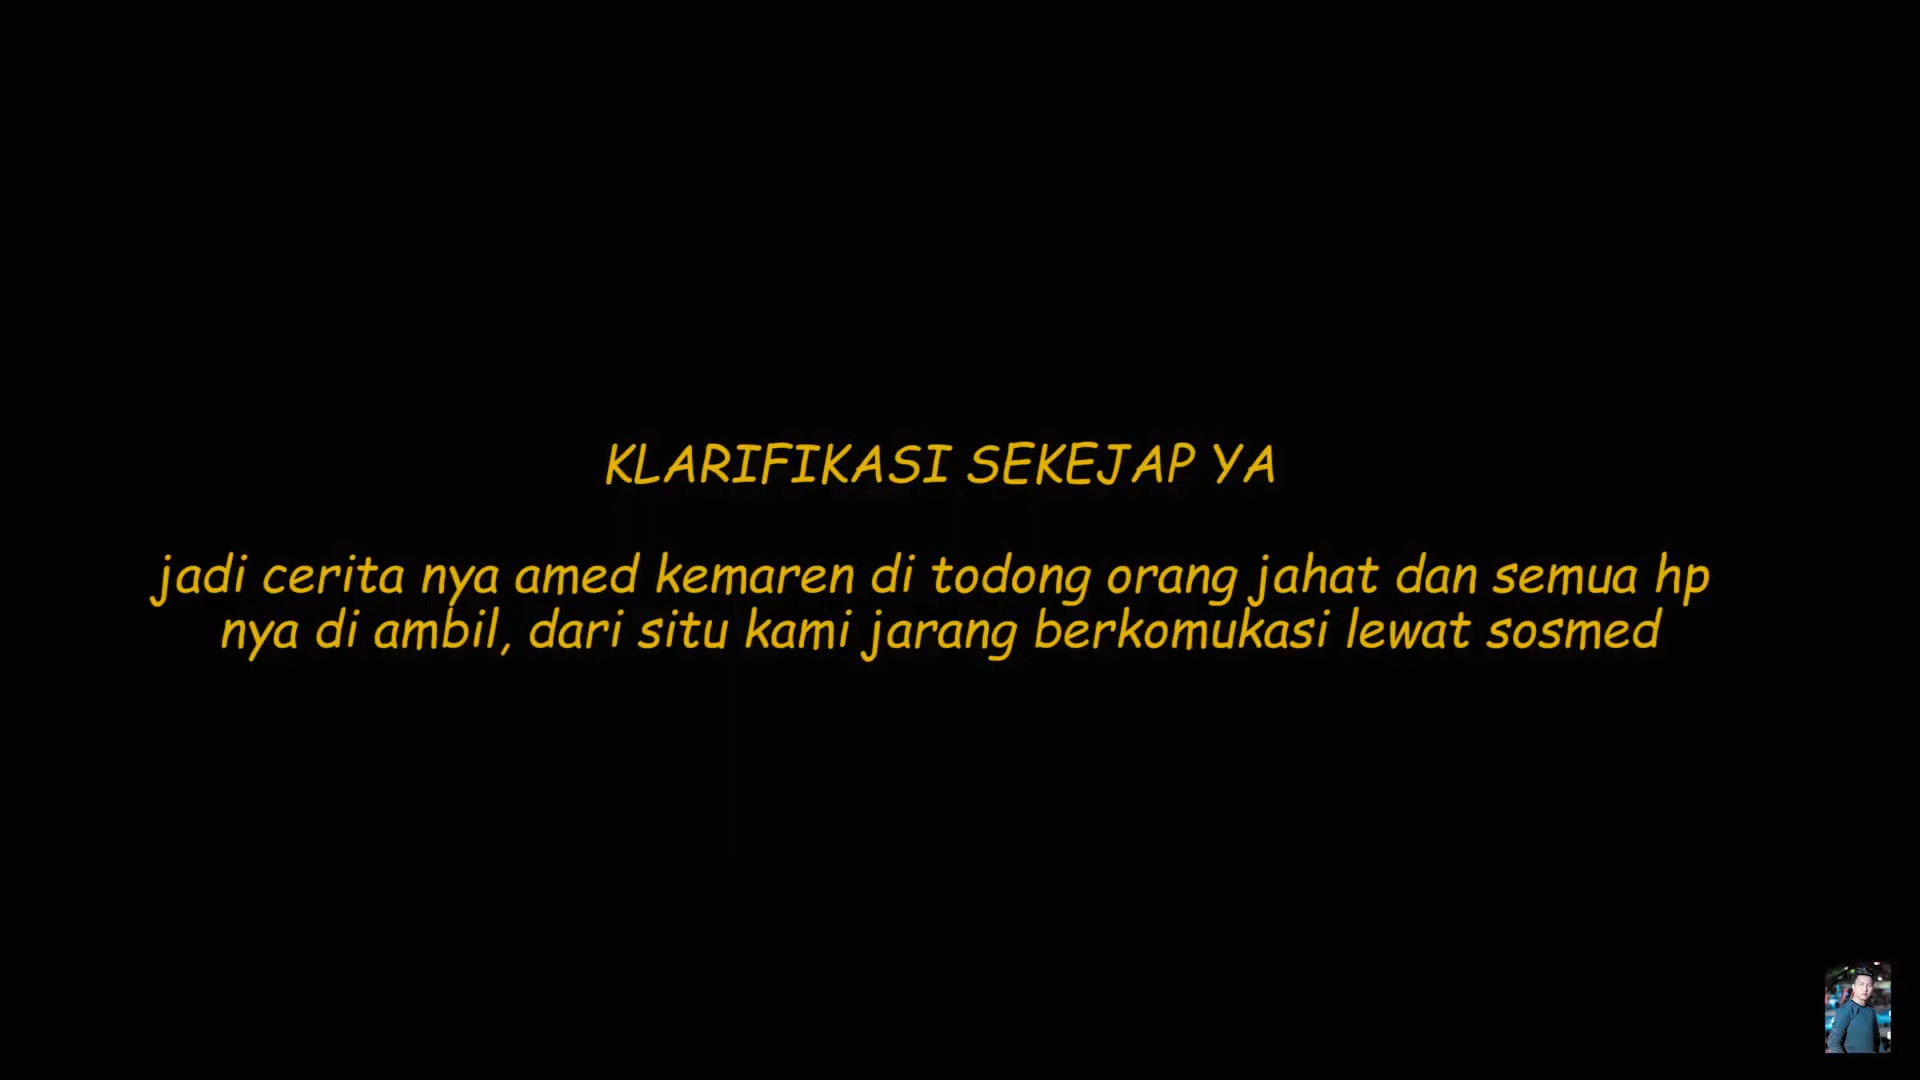 KLARIFIKASI SEKEJAP YA
jadi cerita nya amed kemaren di todong orang jahat dan semua hp
nya di ambil, dari situ kami jarang berkomukasi lewat sosmed